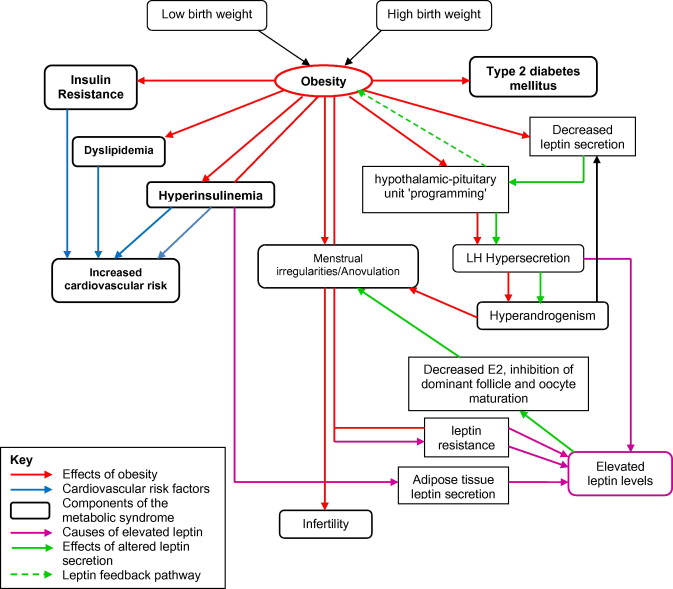 Low birth weight
High birth weight
Insulin
Resistance
Obesity
Type 2 diabetes
mellitus
Decreased
leptin secretion
Dyslipidemia
hypothalamic-pituitary
unit 'programming'
Hyperinsulinemia
Menstrual
irregularities/Anovulation
LH Hypersecretion
Increased
cardiovascular risk
Hyperandrogenism
Decreased E2, inhibition of
dominant follicle and oocyte
maturation
leptin
resistance
Elevated
leptin levels
Adipose tissue
leptin secretion
Infertility
Key
Effects of obesity
Cardiovascular risk factors
Components of the
metabolic syndrome
Causes of elevated leptin
Effects of altered leptin
secretion
Leptin feedback pathway